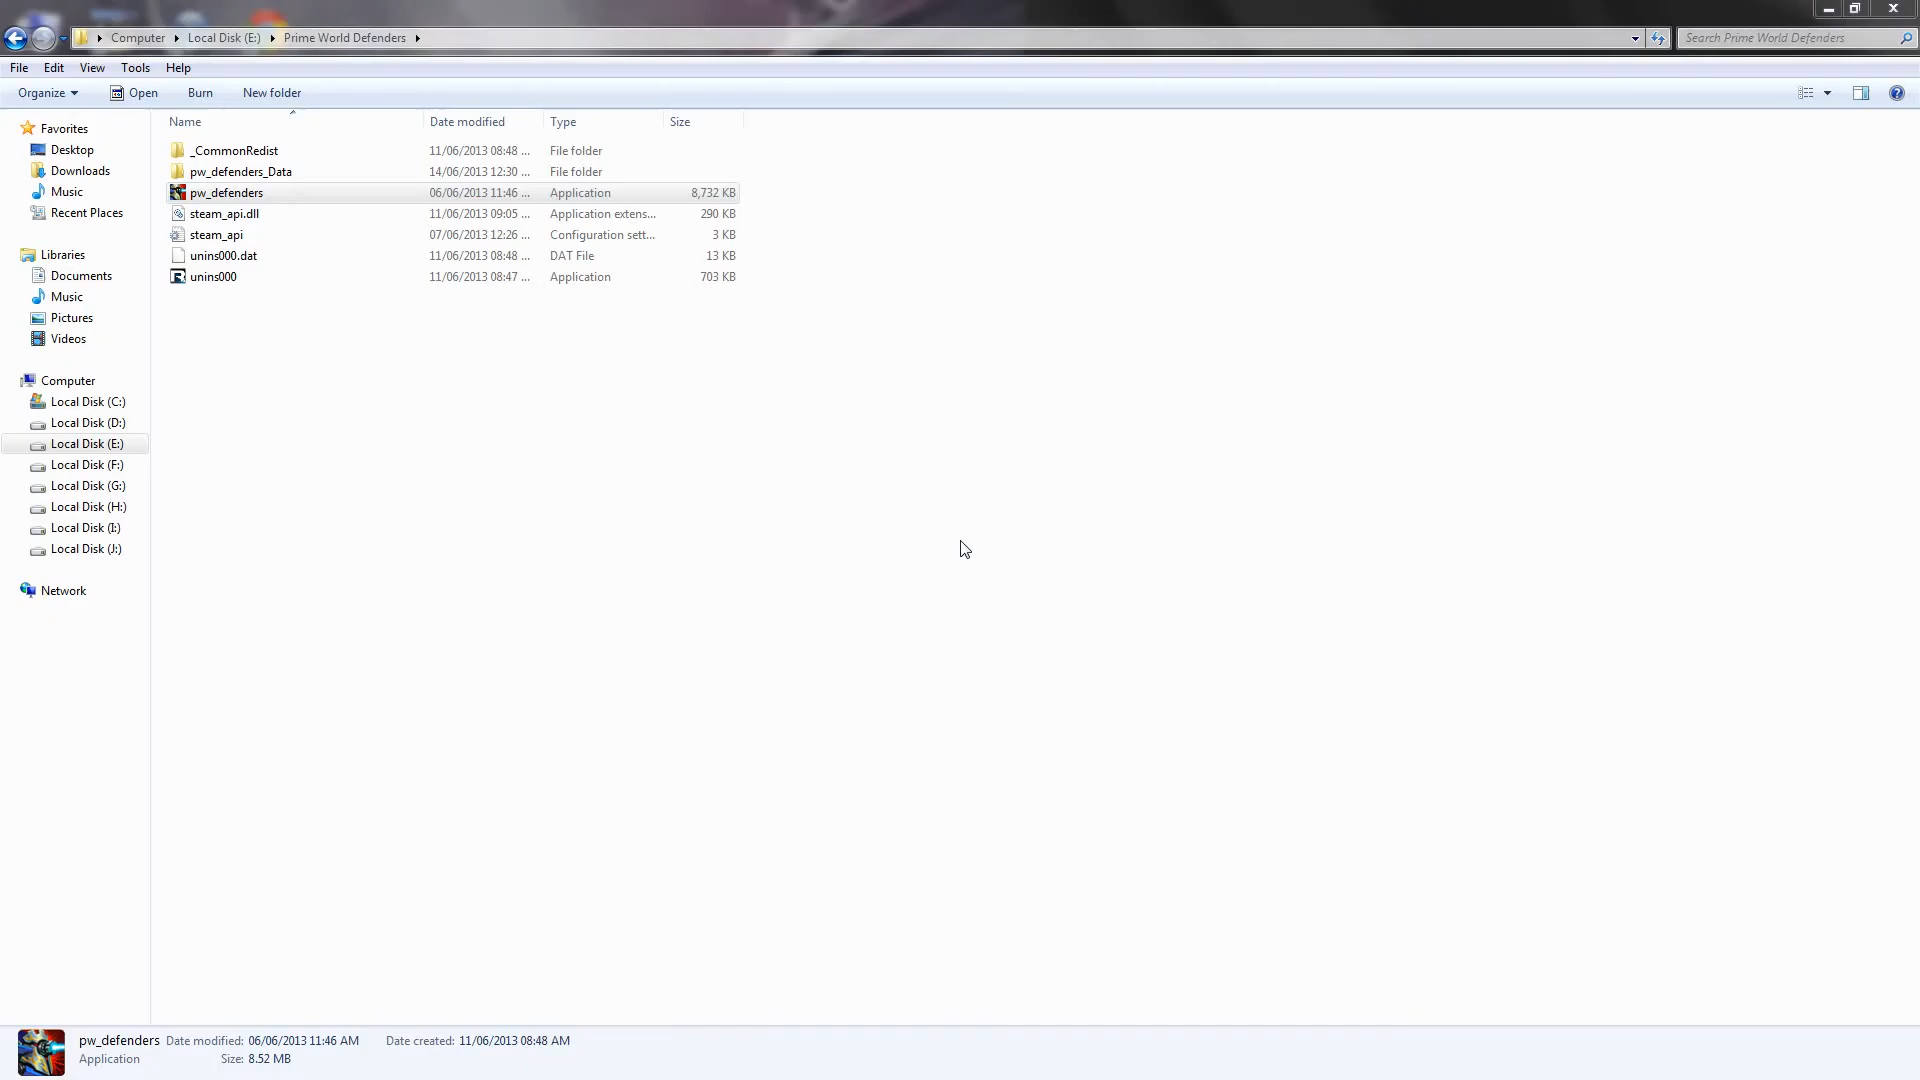 Computer Local Disk (E:) Prime World Defenders
Search Prime World Defenders
File Edit View Tools Help
Organize Open Burn New folder
Favorites
Desktop
Downloads
Music
Recent Places
Libraries
Documents
Music
Pictures
Videos
Computer
Local Disk (C:)
Local Disk (D:)
Local Disk (E:)
Local Disk (F:)
Local Disk (G:)
Local Disk (H:)
Local Disk (I:)
Local Disk (J:)
Network
Name Date modified Type Size
_CommonRedist 11/06/2013 08:48 ... File folder
pw_defenders_Data 14/06/2013 12:30 ... File folder
pw_defenders 06/06/2013 11:46 ... Application 8,732 KB
steam_api.dll 11/06/2013 09:05 ... Application extens... 290 KB
steam_api 07/06/2013 12:26 ... Configuration sett... 3 KB
unins000.dat 11/06/2013 08:48 ... DAT File 13 KB
unins000 11/06/2013 08:47 ... Application 703 KB
pw_defenders Date modified: 06/06/2013 11:46 AM Date created: 11/06/2013 08:48 AM
Application Size: 8.52 MB